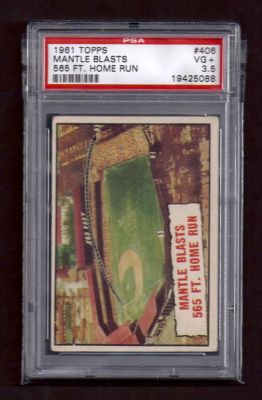 PSA
1961 TOPPS #406
MANTLE BLASTS VG+
565 FT. HOME RUN 3.5
19425088
MANTLE BLASTS
565 FT. HOME RUN